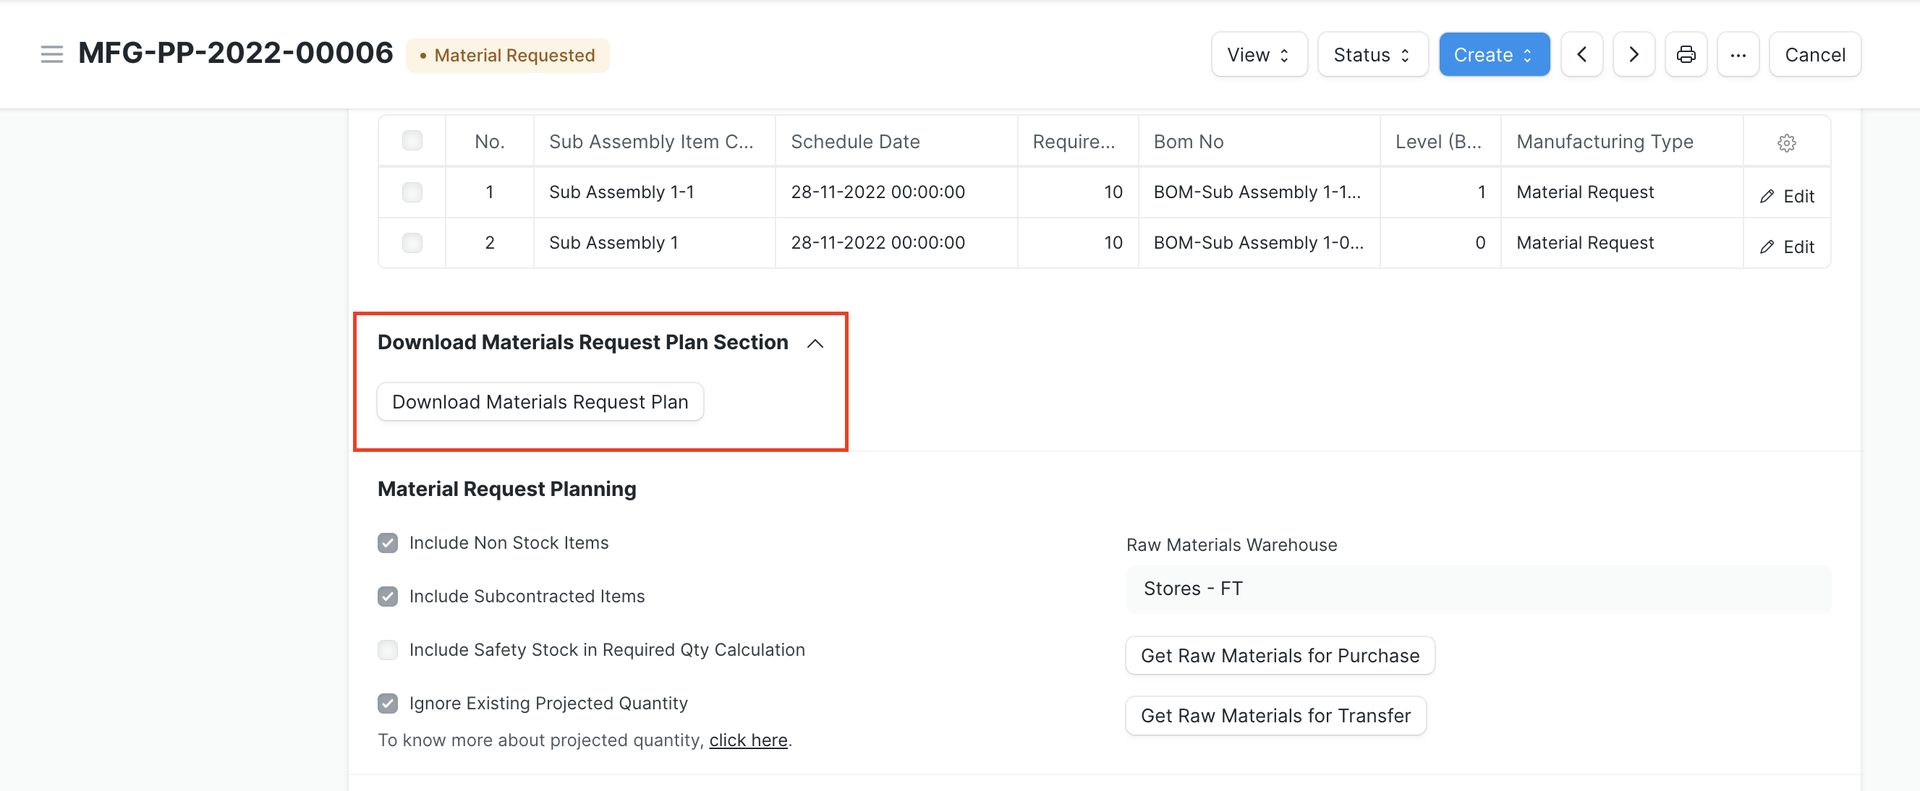 MFG-PP-2022-00006 • Material Requested View Status Create ... Cancel
No. Sub Assembly Item C... Schedule Date Require... Bom No Level (B... Manufacturing Type
1 Sub Assembly 1-1 28-11-2022 00:00:00 10 BOM-Sub Assembly 1-1... 1 Material Request Edit
2 Sub Assembly 1 28-11-2022 00:00:00 10 BOM-Sub Assembly 1-0... 0 Material Request Edit
Download Materials Request Plan Section
Download Materials Request Plan
Material Request Planning
Include Non Stock Items
Include Subcontracted Items
Include Safety Stock in Required Qty Calculation
Ignore Existing Projected Quantity
To know more about projected quantity, click here.
Raw Materials Warehouse
Stores - FT
Get Raw Materials for Purchase
Get Raw Materials for Transfer